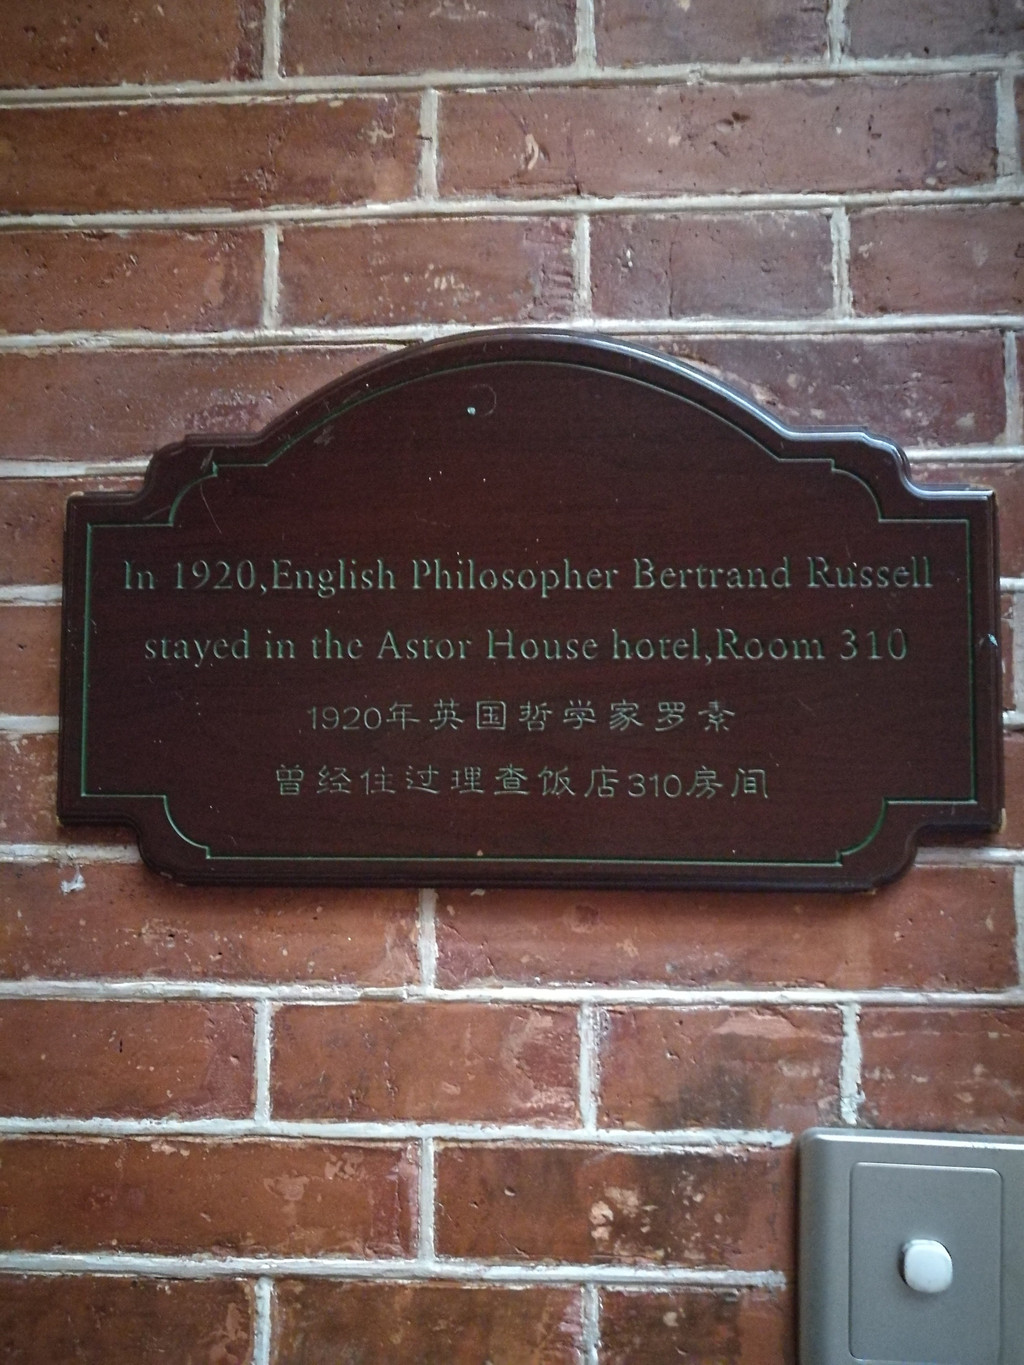 In 1920,English Philosopher Bertrand Russell
stayed in the Astor House hotel,Room 310
1920年英国哲学家罗素
曾经住过理查饭店310房间